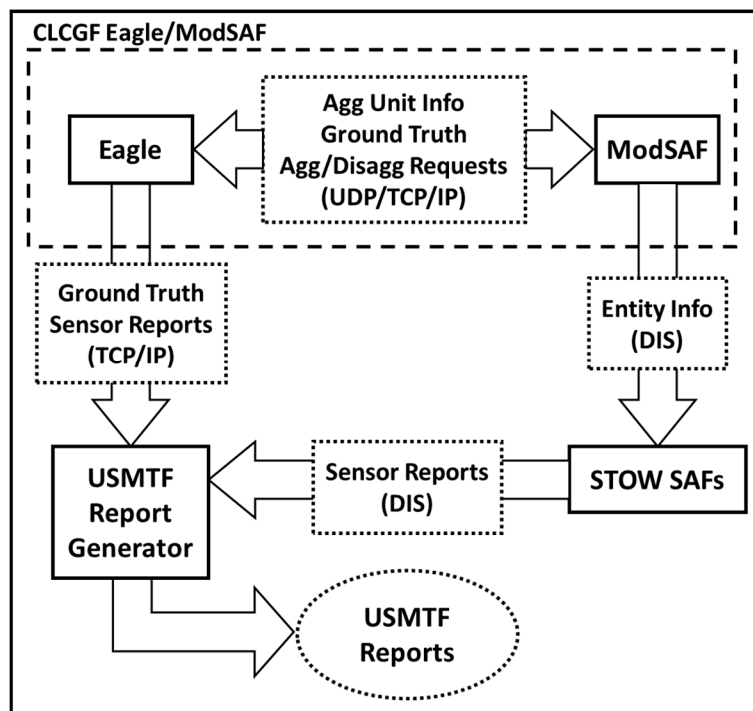 CLCGF Eagle/ModSAF
Eagle
Agg Unit Info
Ground Truth
Agg/Disagg Requests
(UDP/TCP/IP)
ModSAF
Ground Truth
Sensor Reports
(TCP/IP)
Entity Info
(DIS)
USMTF
Report
Generator
Sensor Reports
(DIS)
STOW SAFs
USMTF
Reports